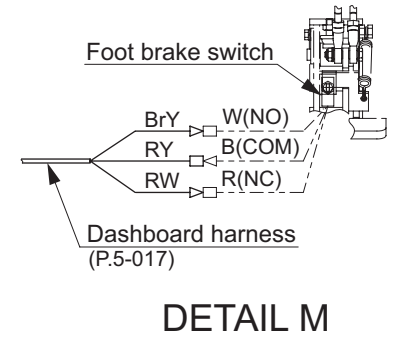 Foot brake switch
BrY W(NO)
RY B(COM)
RW R(NC)
Dashboard harness
(P.5-017)
DETAIL M